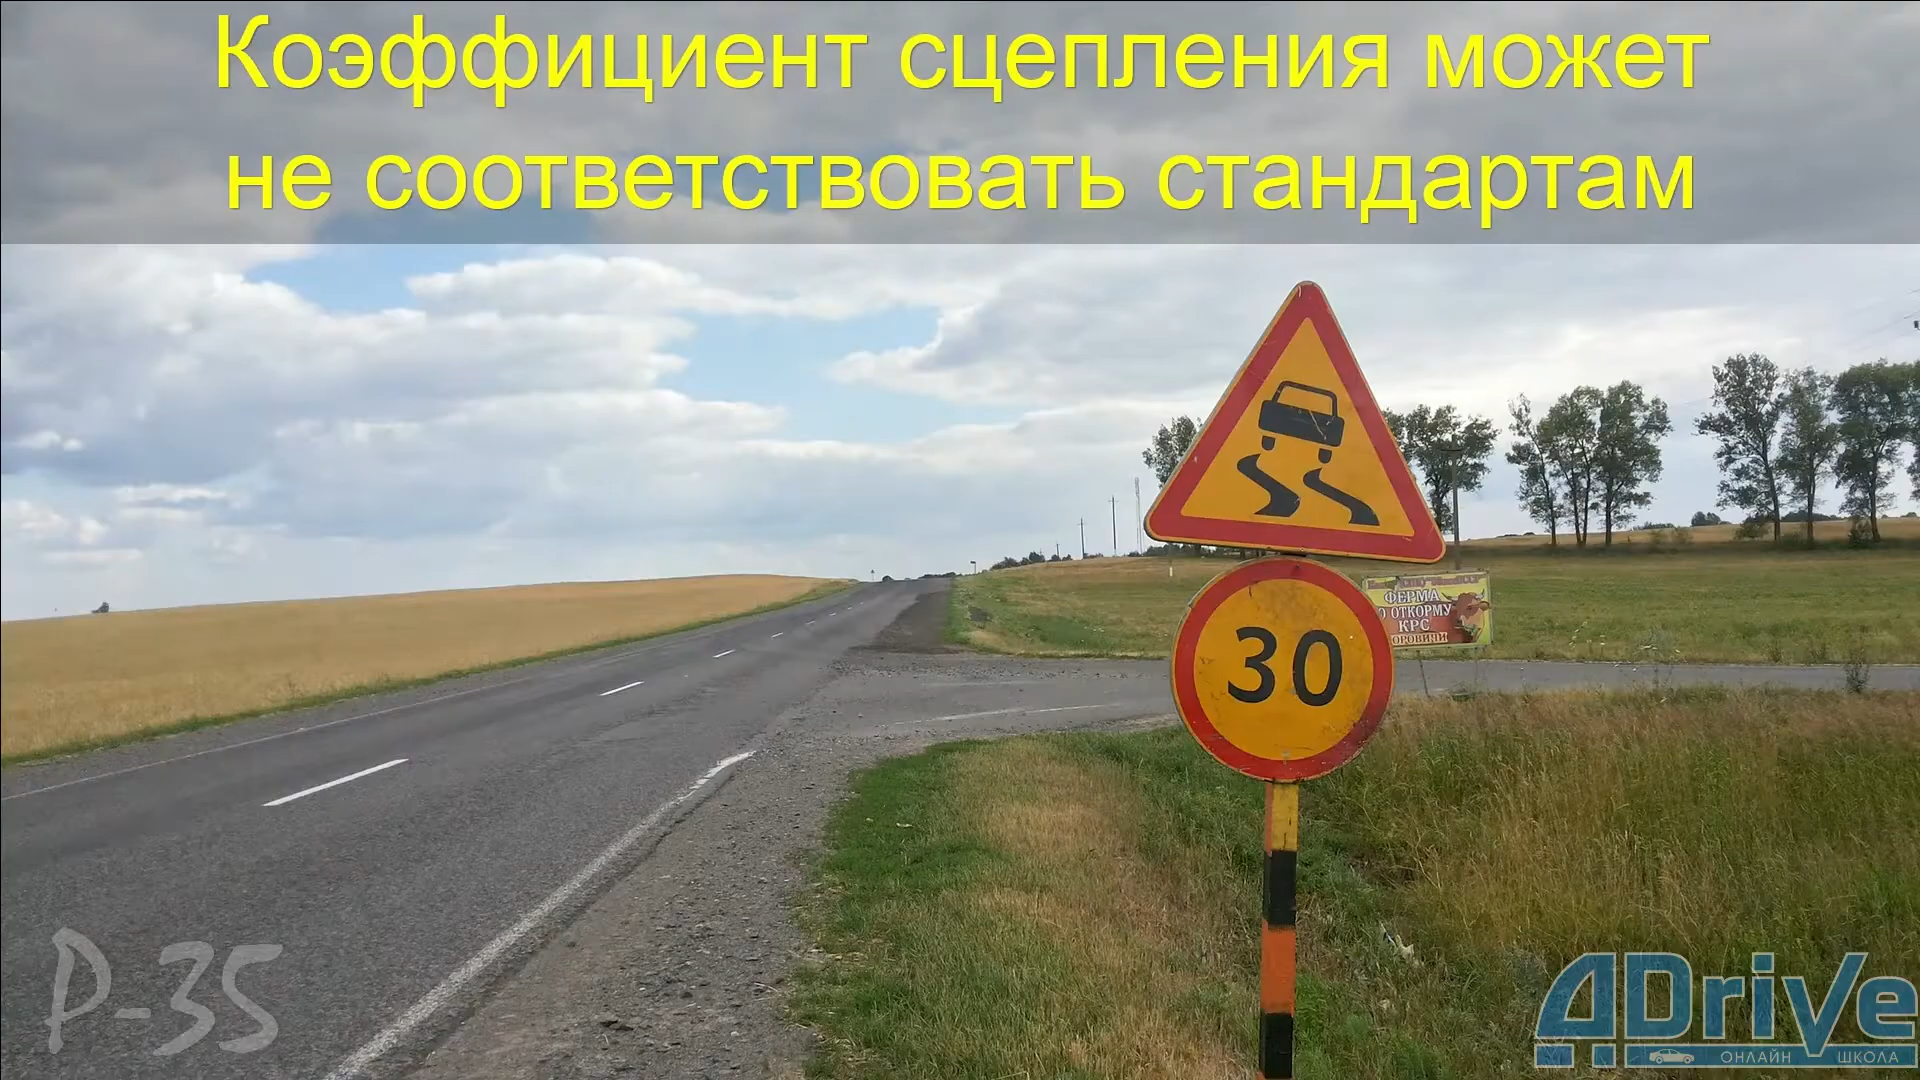 Коэффициент сцепления может
не соответствовать стандартам
30
ФЕРМА
ОТКОРМУ
КРС
Р-35
4Drive
ОНЛАЙН ШКОЛА